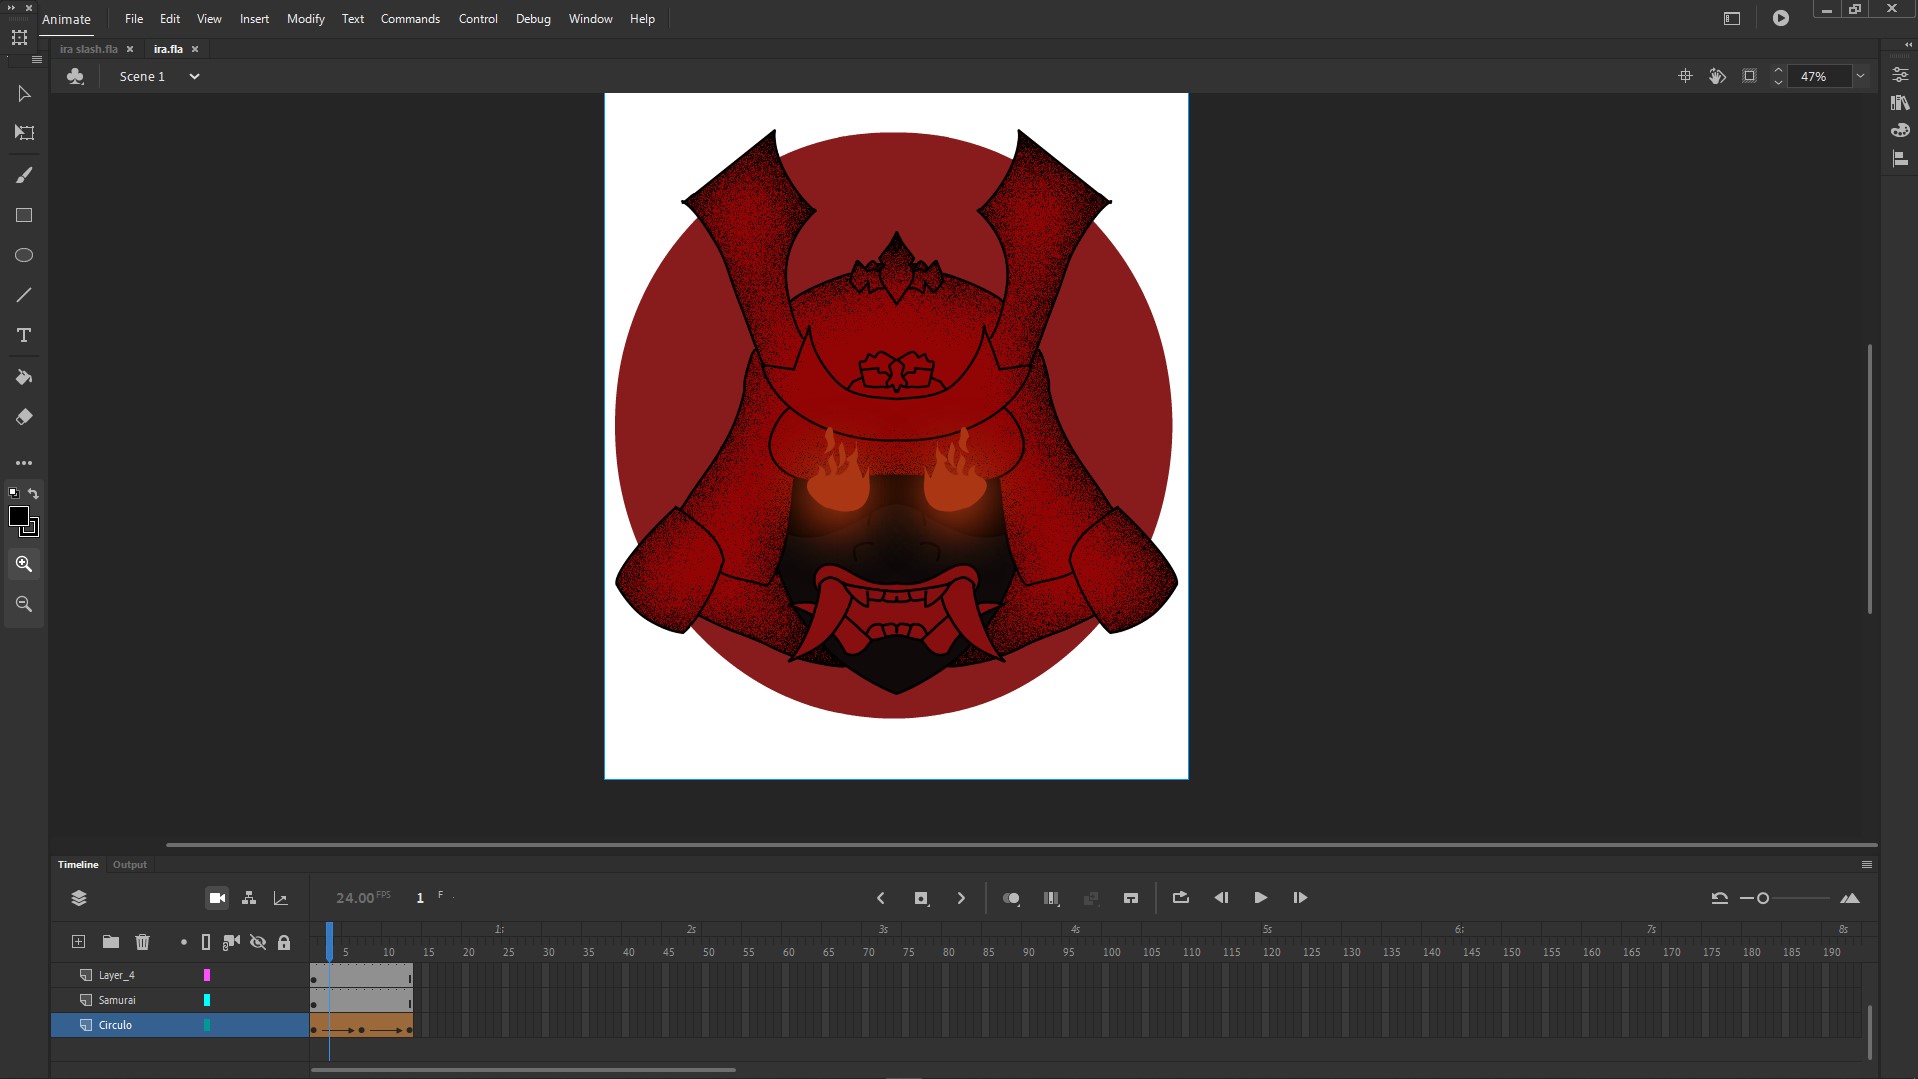 Animate File Edit View Insert Modify Text Commands Control Debug Window Help
ira slash.fla ira.fla
Scene 1 47%
Timeline Output
24.00 FPS 1 F
1s 2s 3s 4s 5s 6s 7s 8s
5 10 15 20 25 30 35 40 45 50 55 60 65 70 75 80 85 90 95 100 105 110 115 120 125 130 135 140 145 150 155 160 165 170 175 180 185 190
Layer_4
Samurai
Circulo